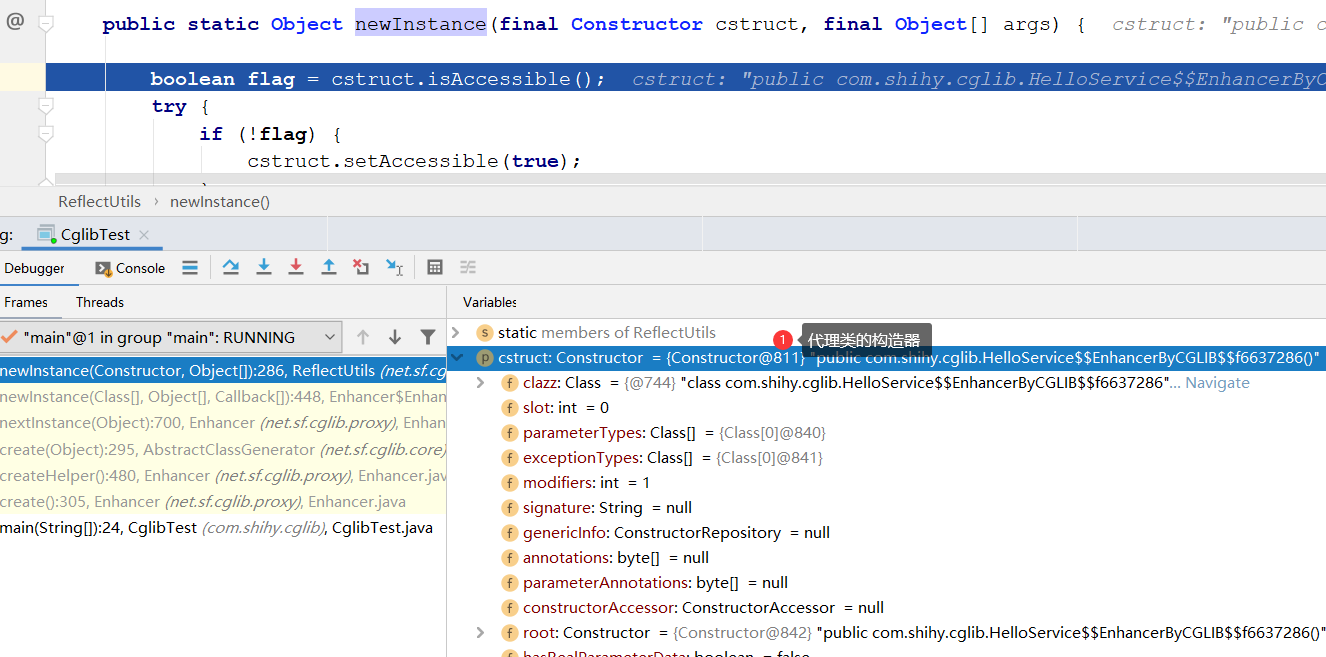 public static Object newInstance(final Constructor cstruct, final Object[] args) { cstruct: "public c
boolean flag = cstruct.isAccessible(); cstruct: "public com.shihy.cglib.HelloService$$EnhancerByC
try {
if (!flag) {
cstruct.setAccessible(true);
ReflectUtils › newInstance()
g: CglibTest ×
Debugger Console
Frames Threads Variables
"main"@1 in group "main": RUNNING
static members of ReflectUtils
1 代理类的构造器
newInstance(Constructor, Object[]):286, ReflectUtils (net.sf.cg
cstruct: Constructor = {Constructor@811} "public com.shihy.cglib.HelloService$$EnhancerByCGLIB$$f6637286()"
newInstance(Class[], Object[], Callback[]):448, Enhancer$Enhan
clazz: Class = {@744} "class com.shihy.cglib.HelloService$$EnhancerByCGLIB$$f6637286"... Navigate
nextInstance(Object):700, Enhancer (net.sf.cglib.proxy), Enhan
slot: int = 0
create(Object):295, AbstractClassGenerator (net.sf.cglib.core)
parameterTypes: Class[] = {Class[0]@840}
createHelper():480, Enhancer (net.sf.cglib.proxy), Enhancer.jav
exceptionTypes: Class[] = {Class[0]@841}
create():305, Enhancer (net.sf.cglib.proxy), Enhancer.java
modifiers: int = 1
main(String[]):24, CglibTest (com.shihy.cglib), CglibTest.java
signature: String = null
genericInfo: ConstructorRepository = null
annotations: byte[] = null
parameterAnnotations: byte[] = null
constructorAccessor: ConstructorAccessor = null
root: Constructor = {Constructor@842} "public com.shihy.cglib.HelloService$$EnhancerByCGLIB$$f6637286()"
hasRealParameterData: boolean = false